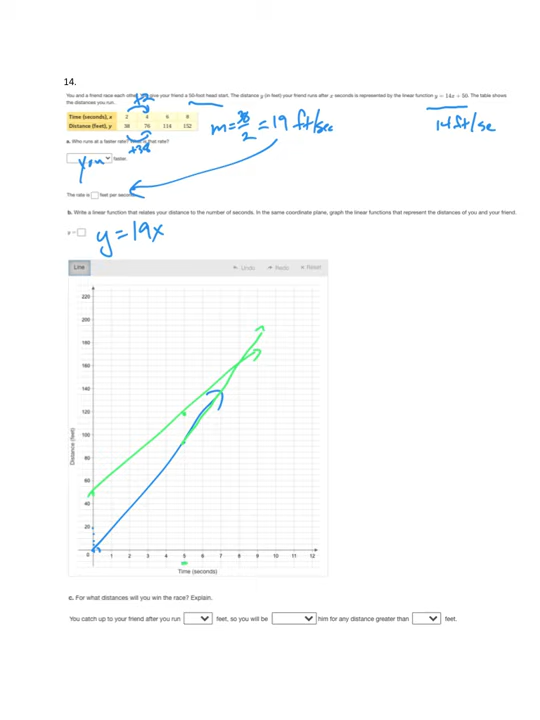 14.
You and a friend race each other. You give your friend a 50-foot head start. The distance y (in feet) your friend runs after x seconds is represented by the linear function y = 14x + 50. The table shows
the distances you run.
+2
Time (seconds), x 2 4 6 8
Distance (feet), y 38 76 114 152
+38
m = 38/2 = 19 ft/sec
14 ft/se
a. Who runs at a faster rate? What is that rate?
you faster.
The rate is feet per second.
b. Write a linear function that relates your distance to the number of seconds. In the same coordinate plane, graph the linear functions that represent the distances of you and your friend.
y = y=19x
Line Undo Redo Reset
220
200
180
160
140
120
100
80
60
40
20
0 1 2 3 4 5 6 7 8 9 10 11 12
Distance (feet)
Time (seconds)
c. For what distances will you win the race? Explain.
You catch up to your friend after you run feet, so you will be him for any distance greater than feet.